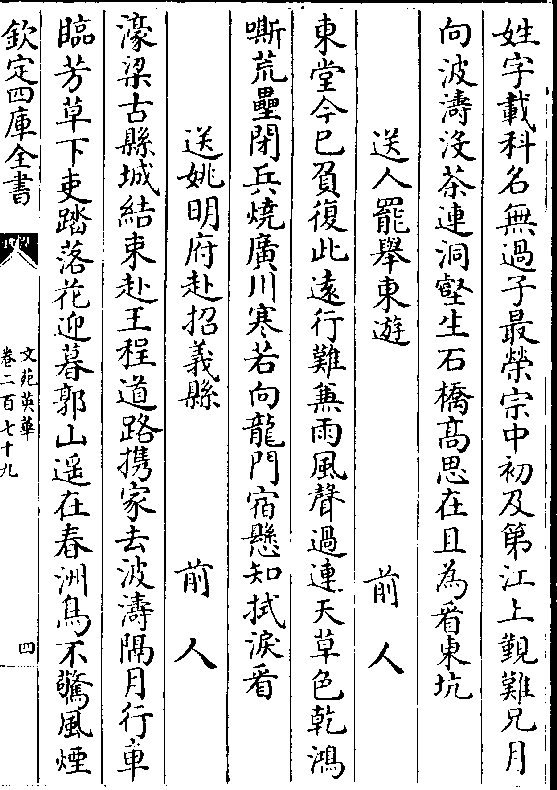 姓字載科名無過子最榮宗中初及第江上觐難兄月
向波濤没茶連洞壑生石橋髙思在且為看東坑
送人罷舉東遊　前人
東堂今已負復此逺行難兼雨風聲過連天草色乾鴻
嘶荒壘閉兵燒廣川寒若向龍門宿懸知拭淚看
送姚明府赴招義縣　前人
濠梁古縣城結束赴王程道路携家去波濤隔月行車
臨芳草下吏踏落花迎暮郭山遥在春洲鳥不驚風煙
欽定四庫全書
文苑英華
卷二百七十九
四